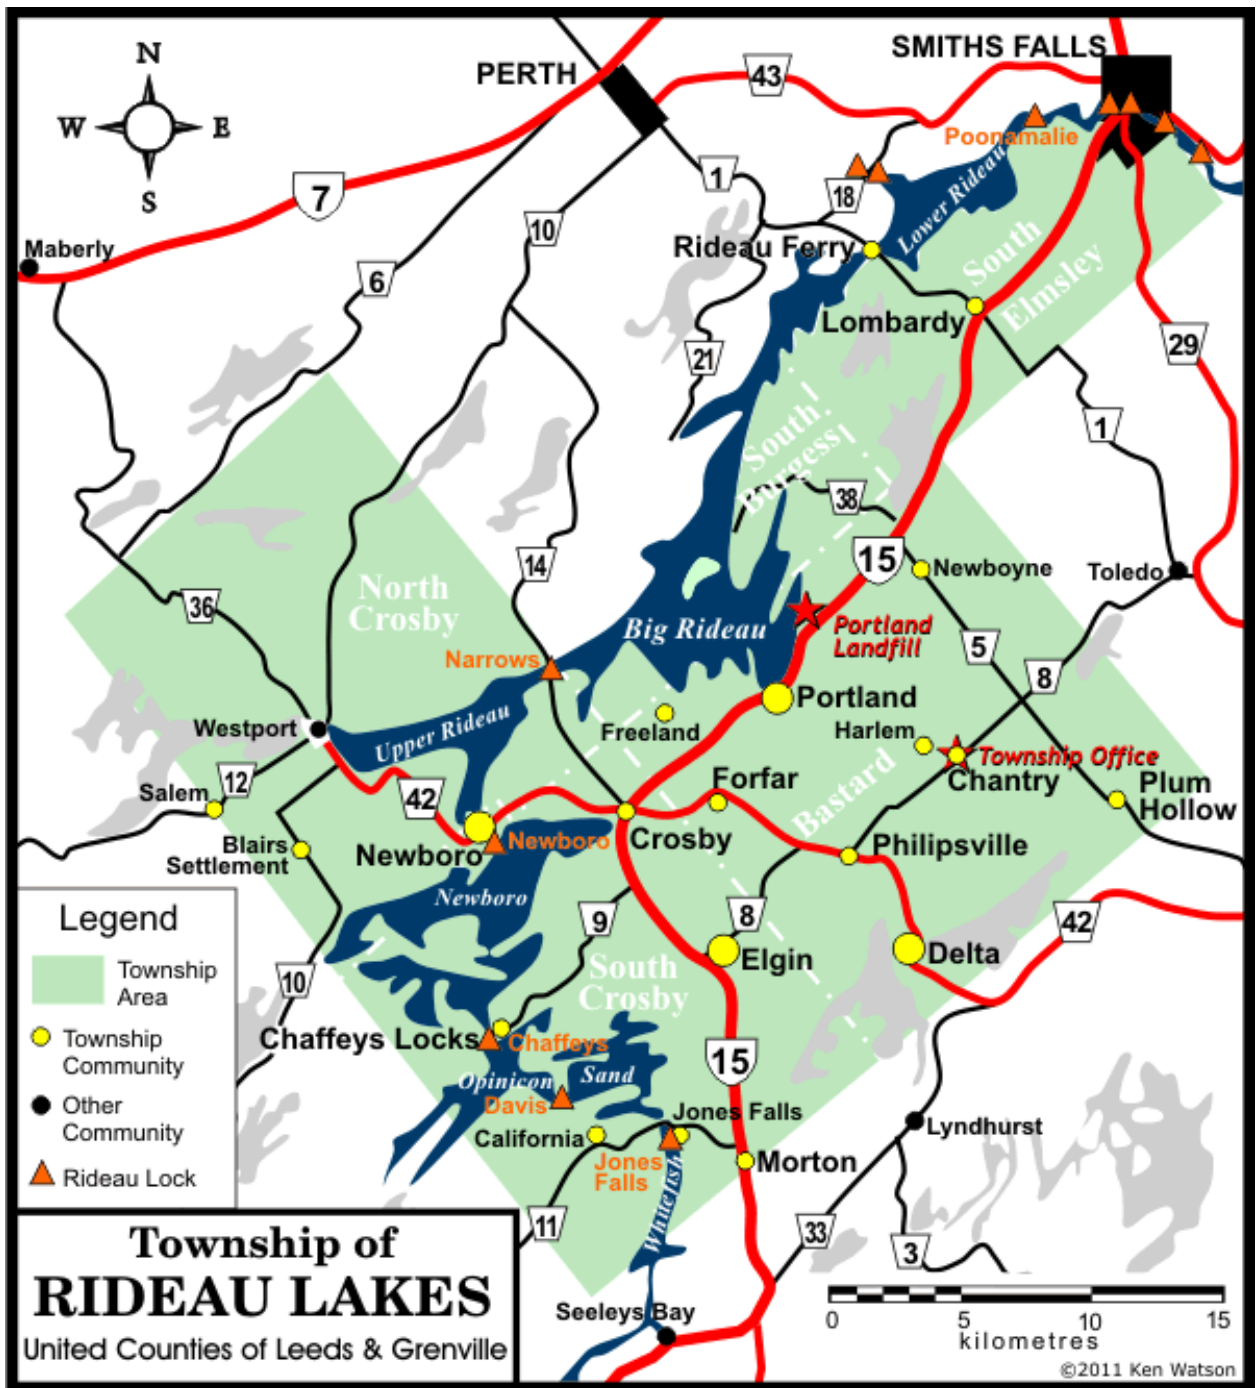 SMITHS FALLS
PERTH
43
N
W
E
S
Poonamalie
1
18
7
Lower Rideau
10
Rideau Ferry
South
Elmsley
Maberly
6
Lombardy
29
21
1
South
Burgess
38
15
14
Newboyne
Toledo
North
Crosby
36
Big Rideau
Portland
Landfill
5
8
Narrows
Portland
Westport
Upper Rideau
Freeland
Harlem
Township Office
12
Salem
42
Forfar
Chantry
Plum
Hollow
Bastard
Blairs
Settlement
Newboro
Newboro
Crosby
Philipsville
Newboro
9
8
42
Legend
Township
Area
Township
Community
Other
Community
Rideau Lock
10
South
Crosby
Elgin
Delta
Chaffeys Locks
Chaffeys
15
Opinicon
Sand
Davis
Jones Falls
California
Lyndhurst
Jones
Falls
Morton
Whitefish
11
33
3
Township of
RIDEAU LAKES
United Counties of Leeds & Grenville
Seeleys Bay
0 5 10 15
kilometres
©2011 Ken Watson